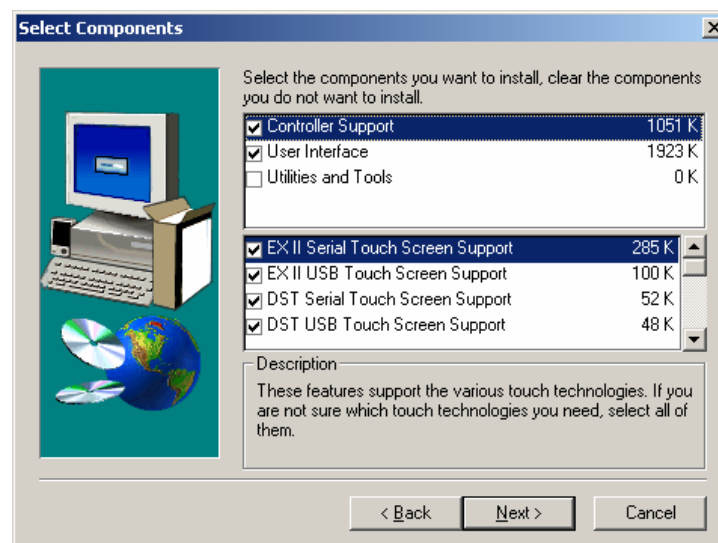 Select Components
Select the components you want to install, clear the components
you do not want to install.
Controller Support 1051 K
User Interface 1923 K
Utilities and Tools 0 K
EX II Serial Touch Screen Support 285 K
EX II USB Touch Screen Support 100 K
DST Serial Touch Screen Support 52 K
DST USB Touch Screen Support 48 K
Description
These features support the various touch technologies. If you
are not sure which touch technologies you need, select all of
them.
< Back Next > Cancel